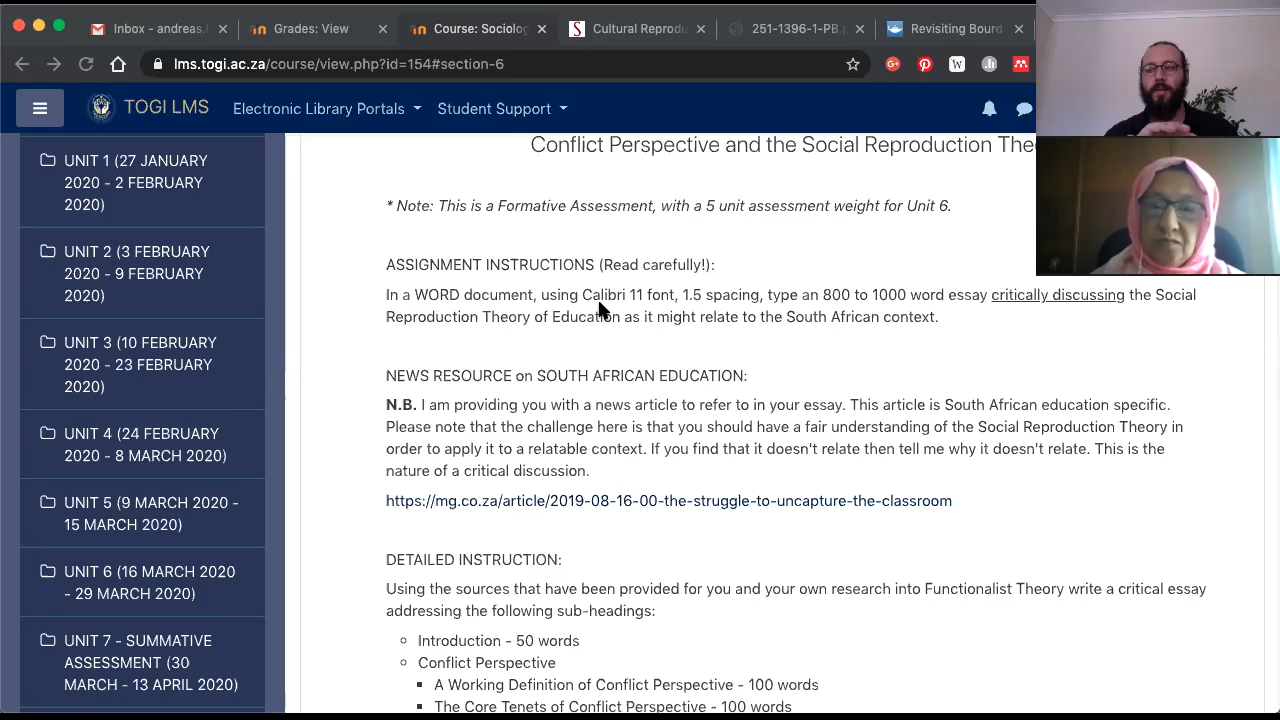 Inbox - andreas.
Grades: View
Course: Sociolog
Cultural Reprodu
251-1396-1-PB.p
Revisiting Board
lms.togi.ac.za/course/view.php?id=154#section-6
TOGI LMS
Electronic Library Portals
Student Support
UNIT 1 (27 JANUARY
2020 - 2 FEBRUARY
2020)
UNIT 2 (3 FEBRUARY
2020 - 9 FEBRUARY
2020)
UNIT 3 (10 FEBRUARY
2020 - 23 FEBRUARY
2020)
UNIT 4 (24 FEBRUARY
2020 - 8 MARCH 2020)
UNIT 5 (9 MARCH 2020 -
15 MARCH 2020)
UNIT 6 (16 MARCH 2020
- 29 MARCH 2020)
UNIT 7 - SUMMATIVE
ASSESSMENT (30
MARCH - 13 APRIL 2020)
Conflict Perspective and the Social Reproduction The
* Note: This is a Formative Assessment, with a 5 unit assessment weight for Unit 6.
ASSIGNMENT INSTRUCTIONS (Read carefully!):
In a WORD document, using Calibri 11 font, 1.5 spacing, type an 800 to 1000 word essay critically discussing the Social
Reproduction Theory of Education as it might relate to the South African context.
NEWS RESOURCE on SOUTH AFRICAN EDUCATION:
N.B. I am providing you with a news article to refer to in your essay. This article is South African education specific.
Please note that the challenge here is that you should have a fair understanding of the Social Reproduction Theory in
order to apply it to a relatable context. If you find that it doesn't relate then tell me why it doesn't relate. This is the
nature of a critical discussion.
https://mg.co.za/article/2019-08-16-00-the-struggle-to-uncapture-the-classroom
DETAILED INSTRUCTION:
Using the sources that have been provided for you and your own research into Functionalist Theory write a critical essay
addressing the following sub-headings:
Introduction - 50 words
Conflict Perspective
A Working Definition of Conflict Perspective - 100 words
The Core Tenets of Conflict Perspective - 100 words